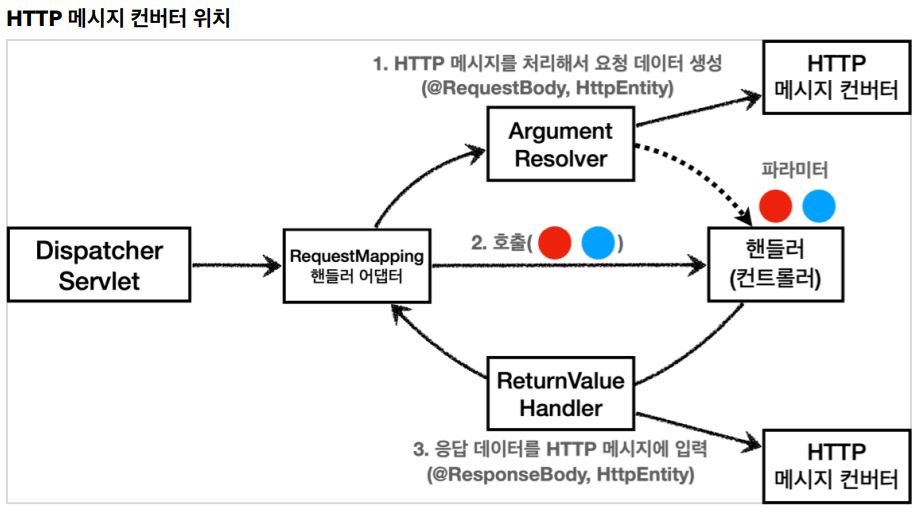 HTTP 메시지 컨버터 위치
1. HTTP 메시지를 처리해서 요청 데이터 생성
(@RequestBody, HttpEntity)
HTTP
메시지 컨버터
Argument
Resolver
파라미터
Dispatcher
Servlet
RequestMapping
핸들러 어댑터
2. 호출( )
핸들러
(컨트롤러)
ReturnValue
Handler
3. 응답 데이터를 HTTP 메시지에 입력
(@ResponseBody, HttpEntity)
HTTP
메시지 컨버터